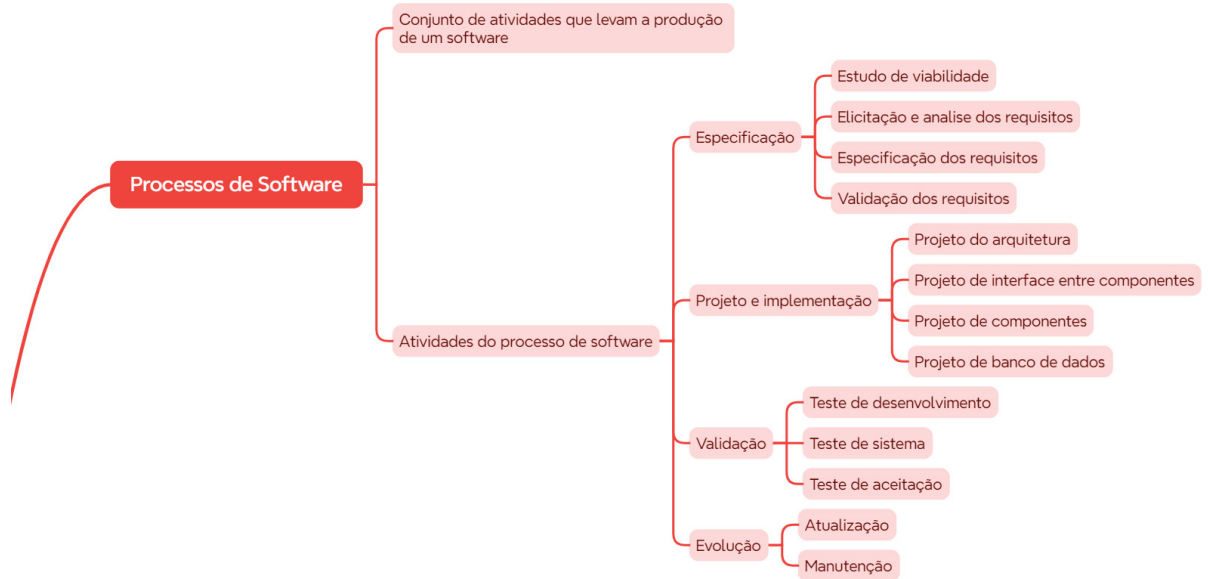 Processos de Software
Conjunto de atividades que levam a produção
de um software
Atividades do processo de software
Especificação
Estudo de viabilidade
Elicitação e analise dos requisitos
Especificação dos requisitos
Validação dos requisitos
Projeto e implementação
Projeto do arquitetura
Projeto de interface entre componentes
Projeto de componentes
Projeto de banco de dados
Validação
Teste de desenvolvimento
Teste de sistema
Teste de aceitação
Evolução
Atualização
Manutenção